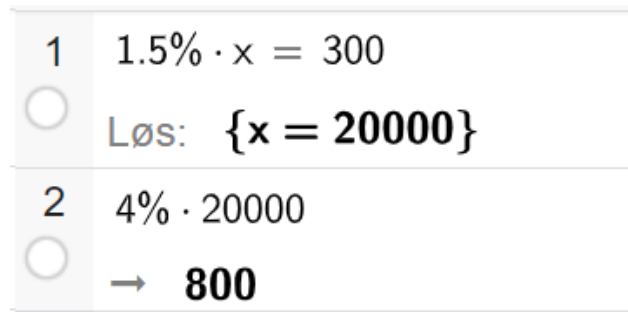 1 1.5% · x = 300
Løs: {x = 20000}
2 4% · 20000
→ 800